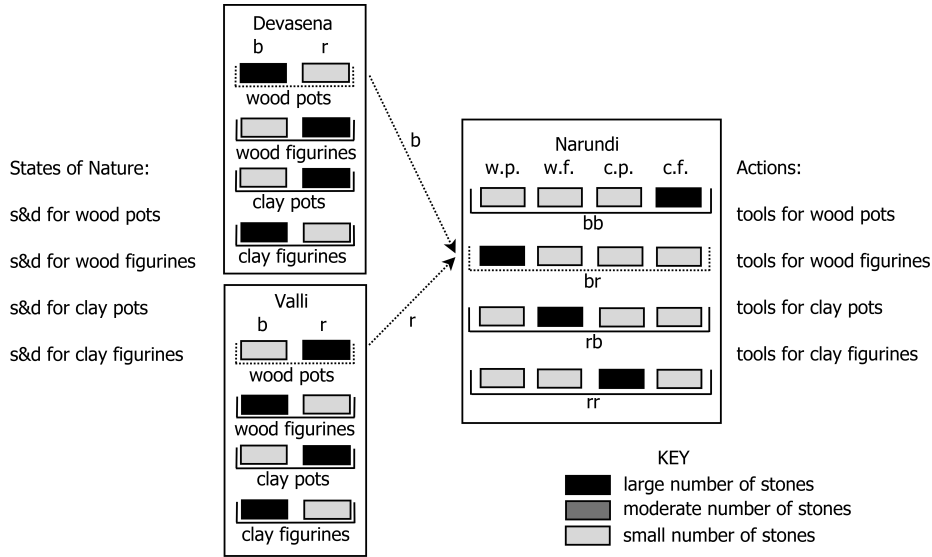 States of Nature:
s&d for wood pots
s&d for wood figurines
s&d for clay pots
s&d for clay figurines
Devasena
b r
wood pots
wood figurines
clay pots
clay figurines
Valli
b r
wood pots
wood figurines
clay pots
clay figurines
b
r
Narundi
w.p. w.f. c.p. c.f.
bb
br
rb
rr
Actions:
tools for wood pots
tools for wood figurines
tools for clay pots
tools for clay figurines
KEY
large number of stones
moderate number of stones
small number of stones